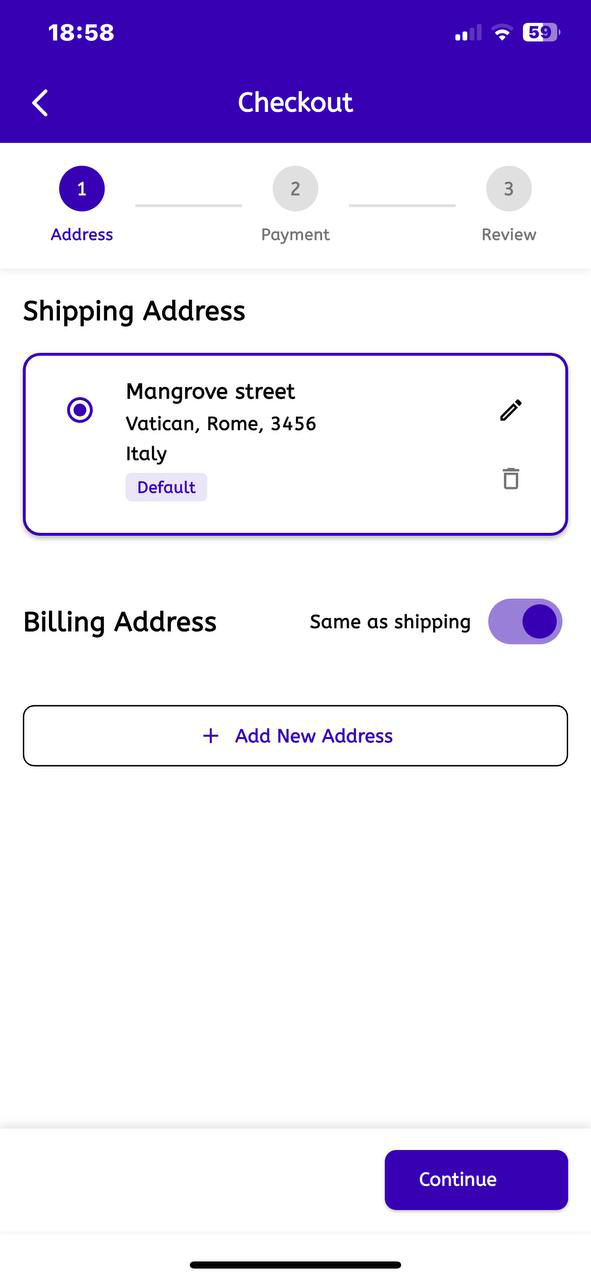 18:58
59
Checkout
1
2
3
Address
Payment
Review
Shipping Address
Mangrove street
Vatican, Rome, 3456
Italy
Default
Billing Address
Same as shipping
+ Add New Address
Continue